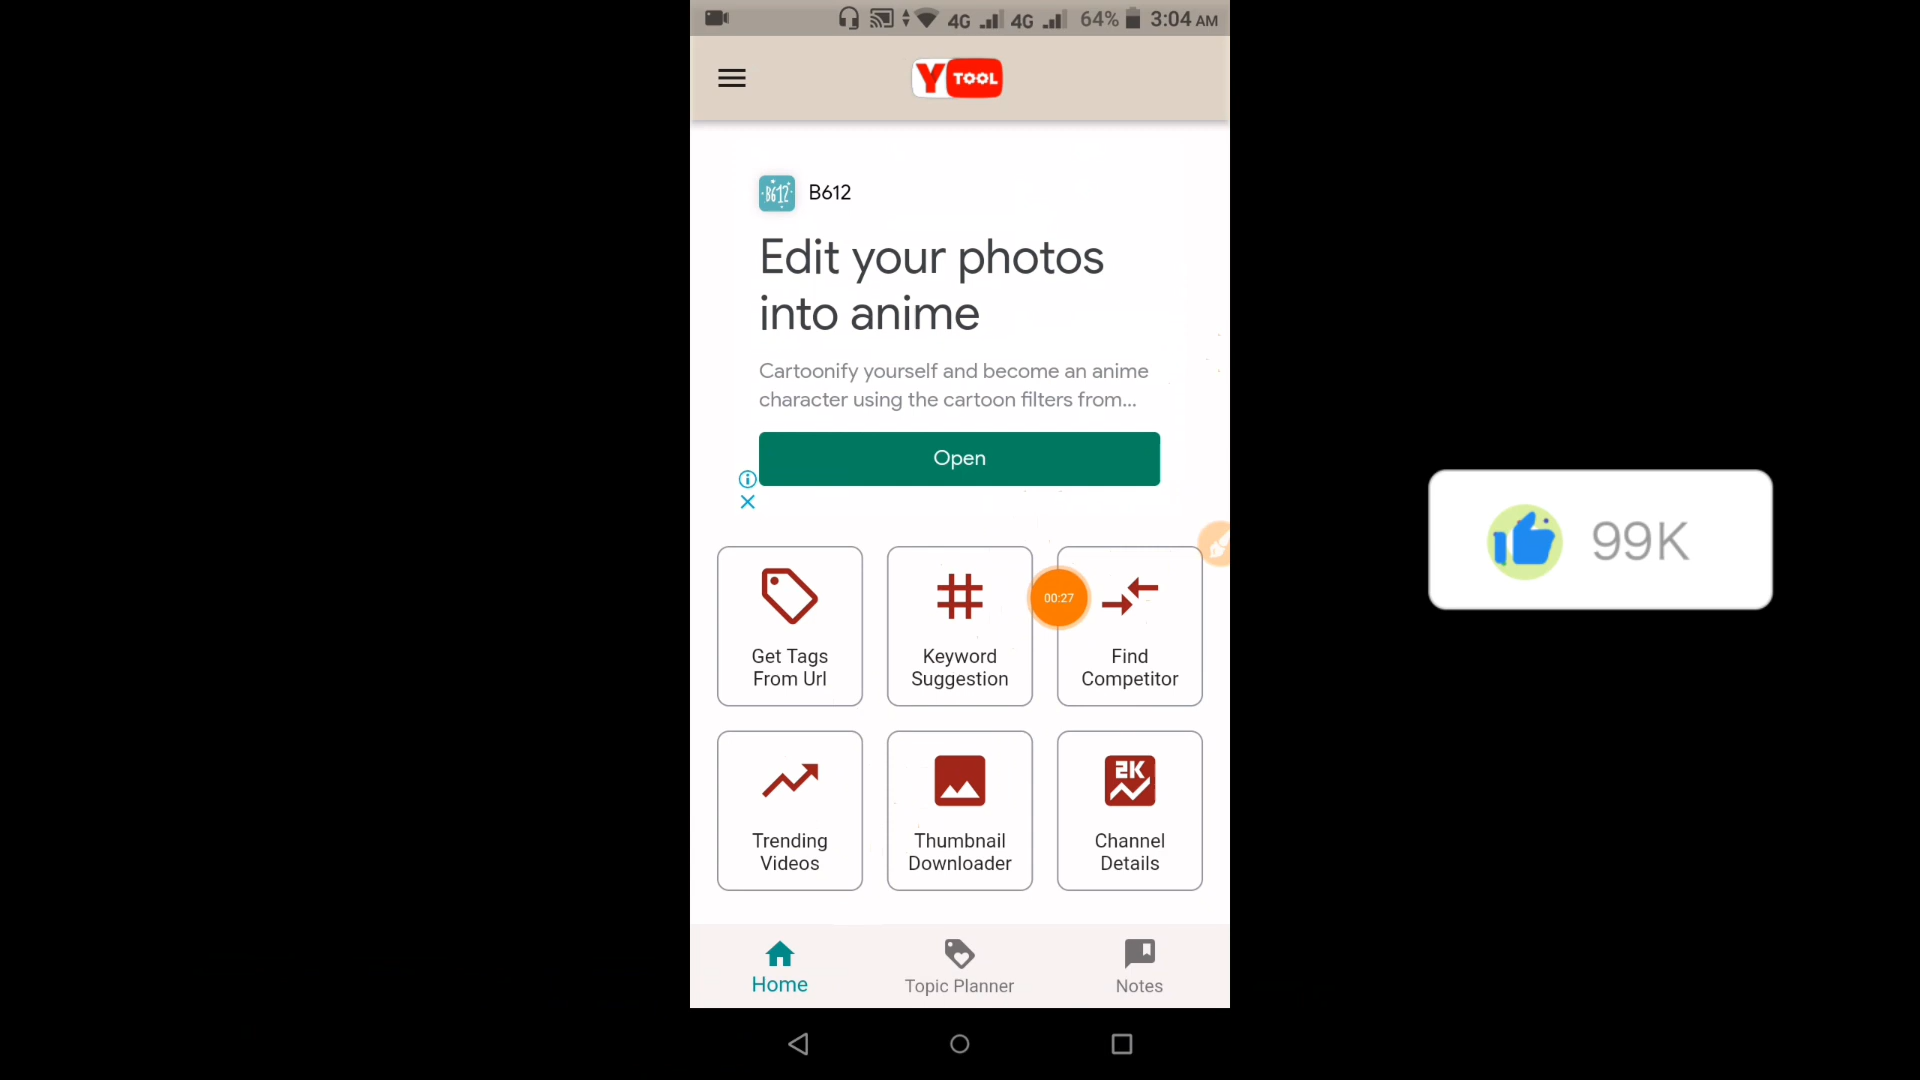 4G 4G 64% 3:04 AM
Y TOOL
B612 B612
Edit your photos
into anime
Cartoonify yourself and become an anime
character using the cartoon filters from...
Open
99K
00:27
Get Tags
From Url
Keyword
Suggestion
Find
Competitor
2K
Trending
Videos
Thumbnail
Downloader
Channel
Details
Home
Topic Planner
Notes